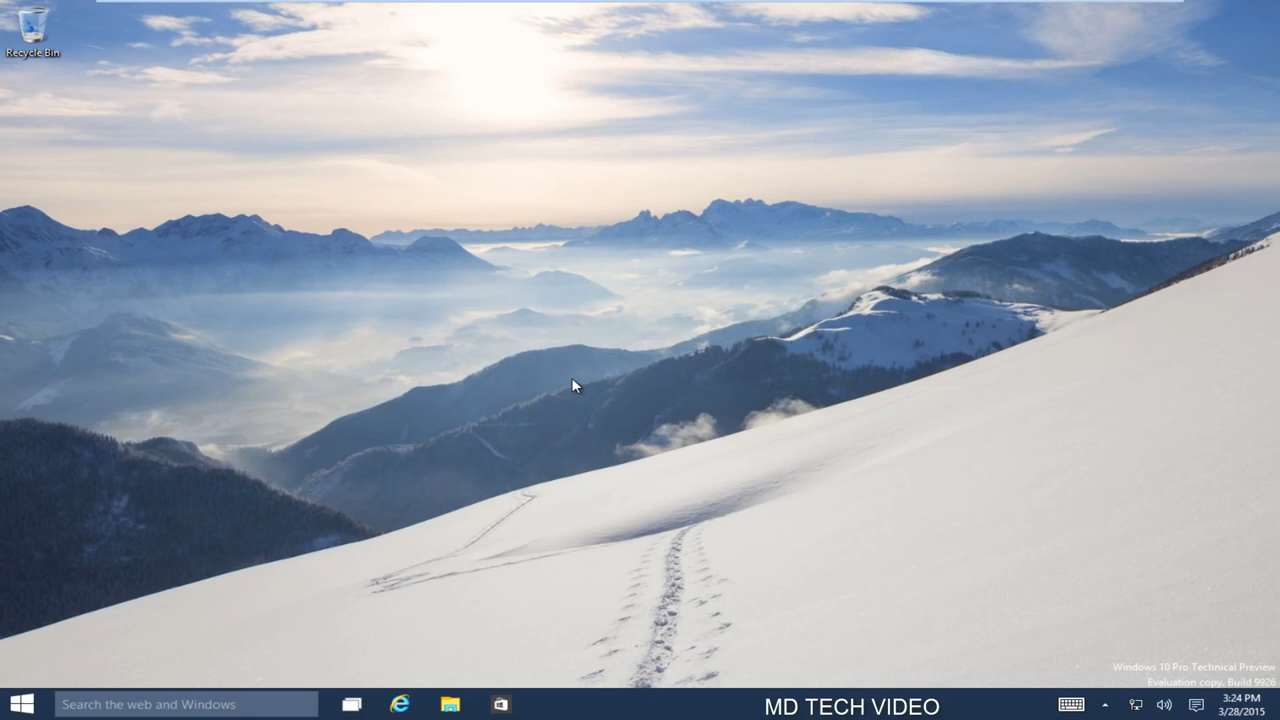 Recycle Bin
Windows 10 Pro Technical Preview
Evaluation copy. Build 9926
Search the web and Windows
MD TECH VIDEO
3:24 PM
3/28/2015